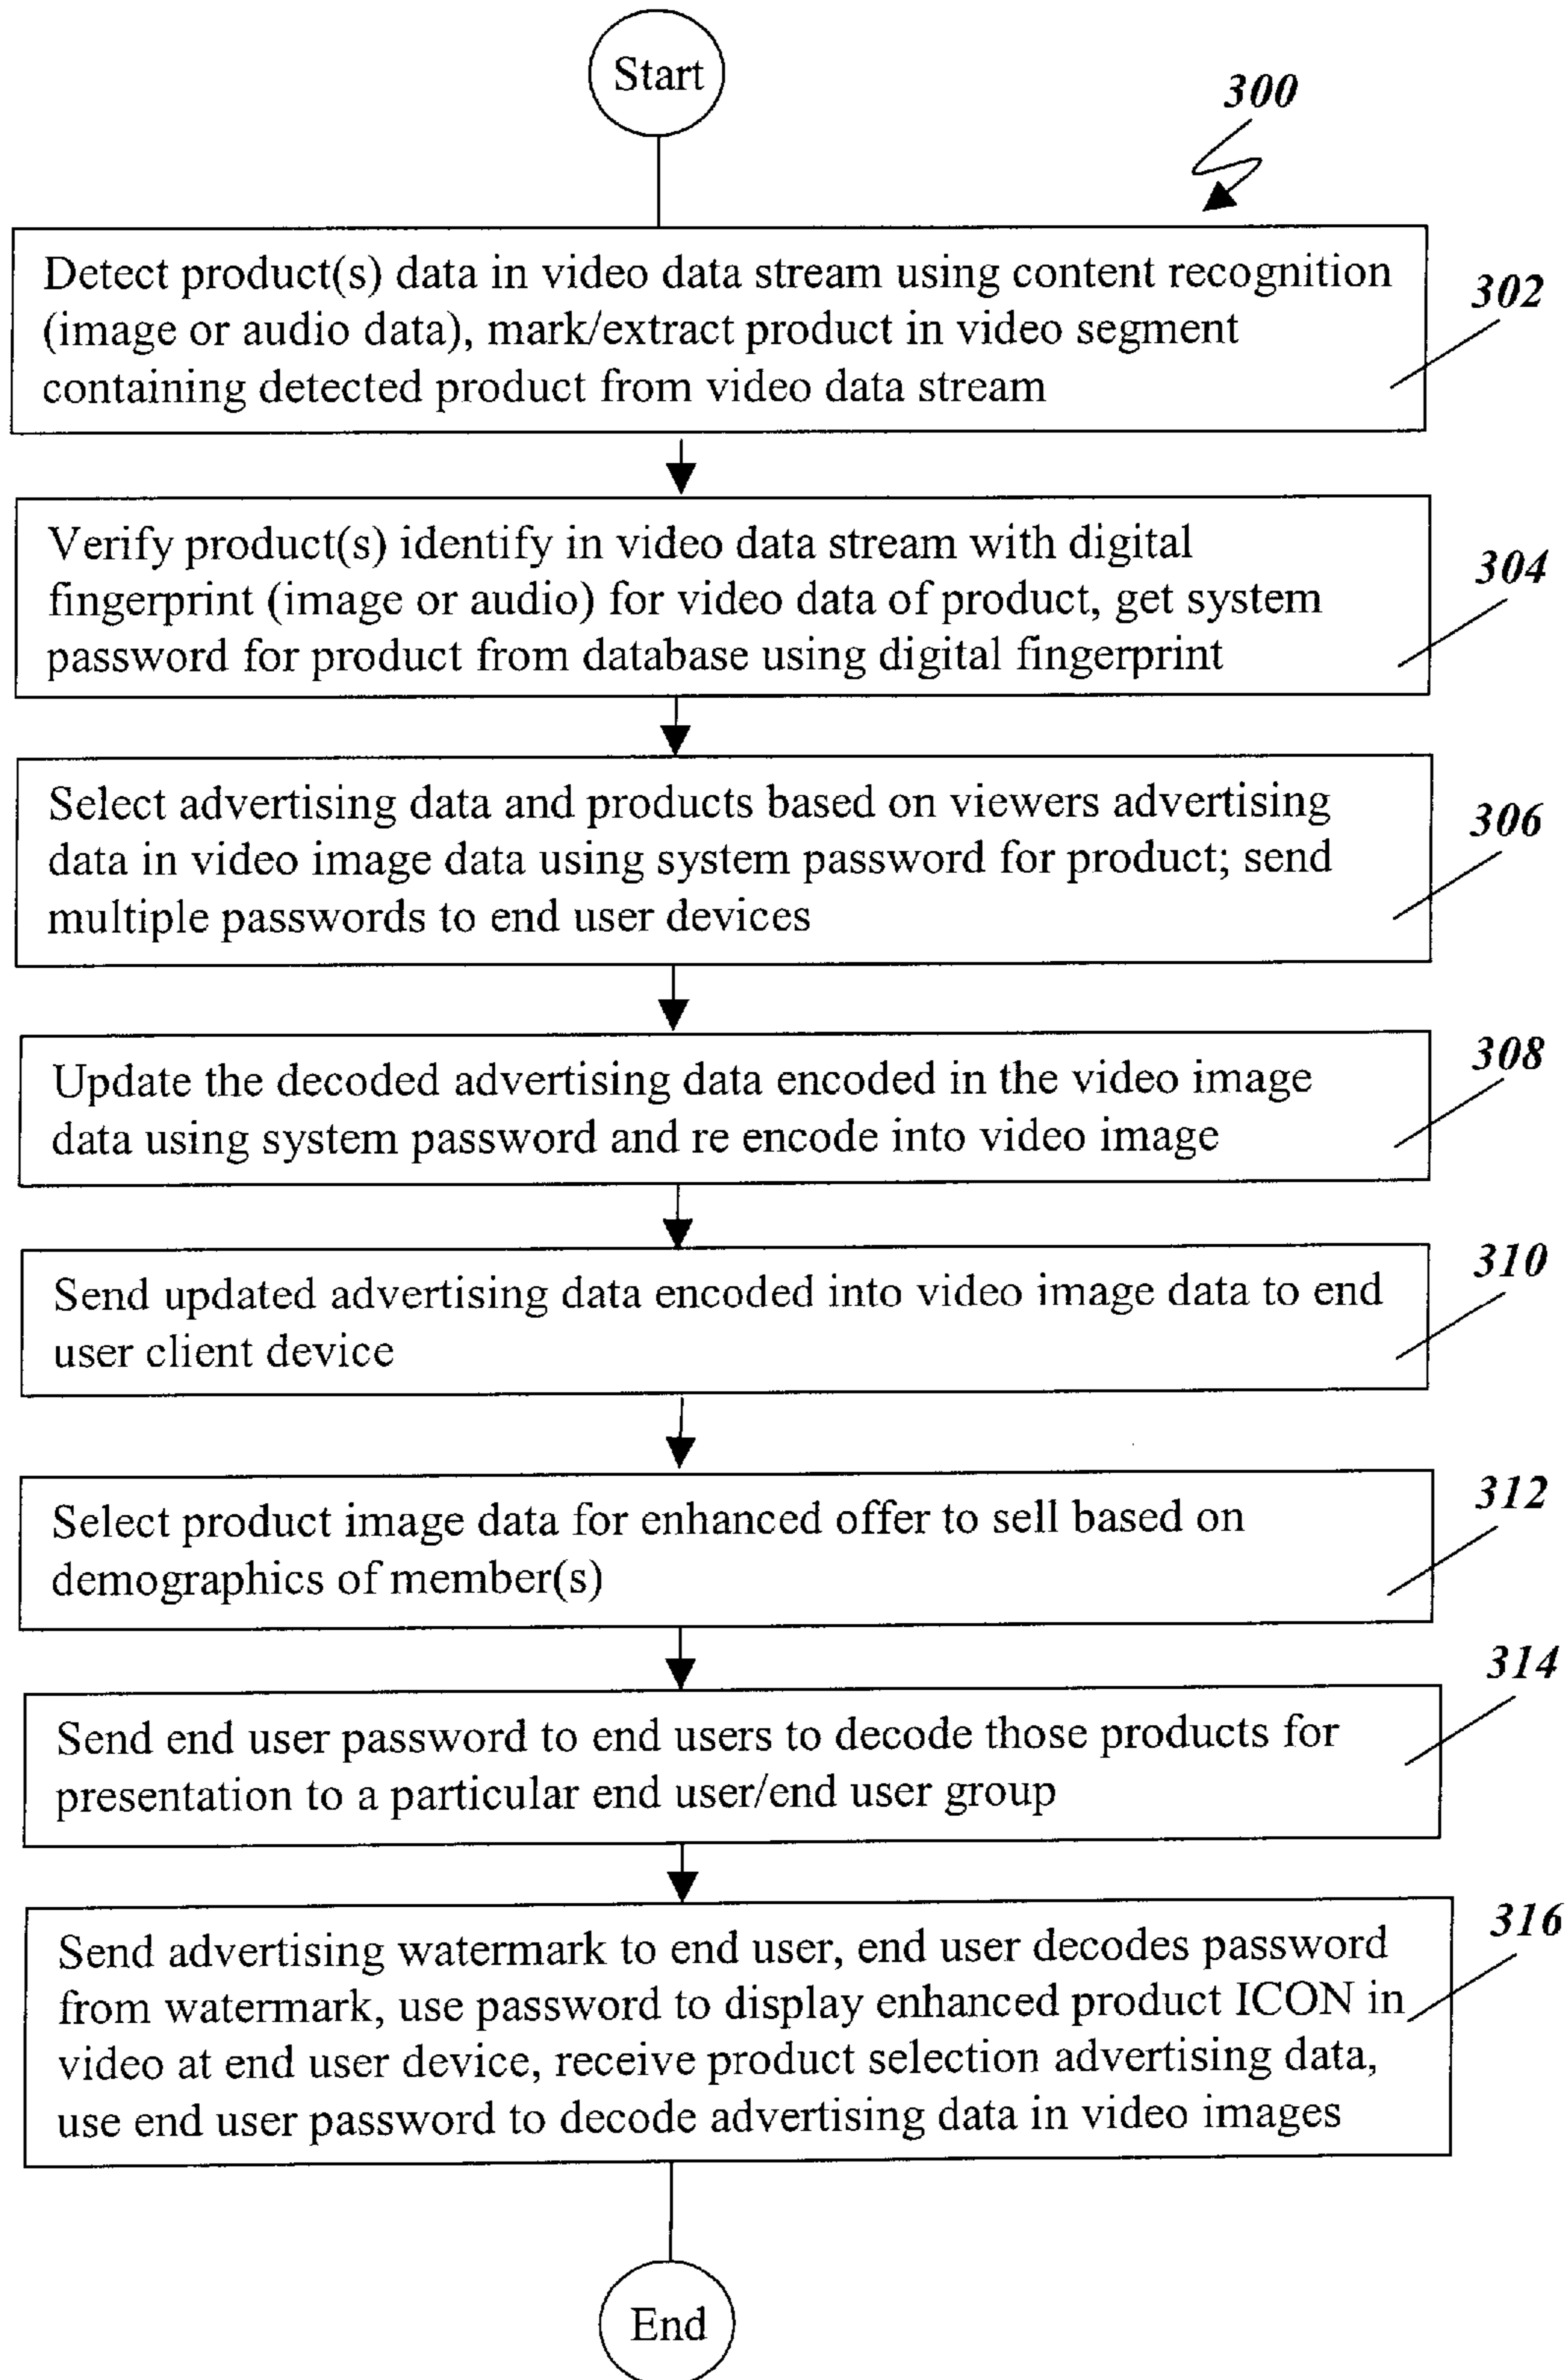 Start
300
Detect product(s) data in video data stream using content recognition
(image or audio data), mark/extract product in video segment
containing detected product from video data stream
302
Verify product(s) identify in video data stream with digital
fingerprint (image or audio) for video data of product, get system
password for product from database using digital fingerprint
304
Select advertising data and products based on viewers advertising
data in video image data using system password for product; send
multiple passwords to end user devices
306
Update the decoded advertising data encoded in the video image
data using system password and re encode into video image
308
Send updated advertising data encoded into video image data to end
user client device
310
Select product image data for enhanced offer to sell based on
demographics of member(s)
312
Send end user password to end users to decode those products for
presentation to a particular end user/end user group
314
Send advertising watermark to end user, end user decodes password
from watermark, use password to display enhanced product ICON in
video at end user device, receive product selection advertising data,
use end user password to decode advertising data in video images
316
End